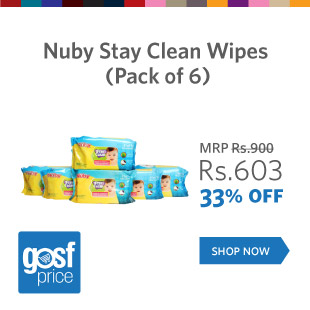 Nuby Stay Clean Wipes
(Pack of 6)
MRP Rs.900
Rs.603
33% OFF
gosf
price
SHOP NOW